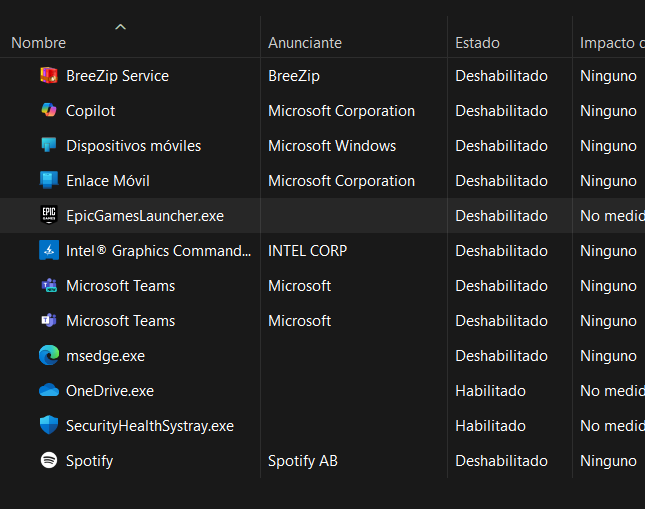 Nombre Anunciante Estado Impacto
BreeZip Service BreeZip Deshabilitado Ninguno
Copilot Microsoft Corporation Deshabilitado Ninguno
Dispositivos móviles Microsoft Windows Deshabilitado Ninguno
Enlace Móvil Microsoft Corporation Deshabilitado Ninguno
EPIC GAMES EpicGamesLauncher.exe Deshabilitado No medid
Intel® Graphics Command... INTEL CORP Deshabilitado Ninguno
Microsoft Teams Microsoft Deshabilitado Ninguno
Microsoft Teams Microsoft Deshabilitado Ninguno
msedge.exe Deshabilitado Ninguno
OneDrive.exe Habilitado No medid
SecurityHealthSystray.exe Habilitado No medid
Spotify Spotify AB Deshabilitado Ninguno